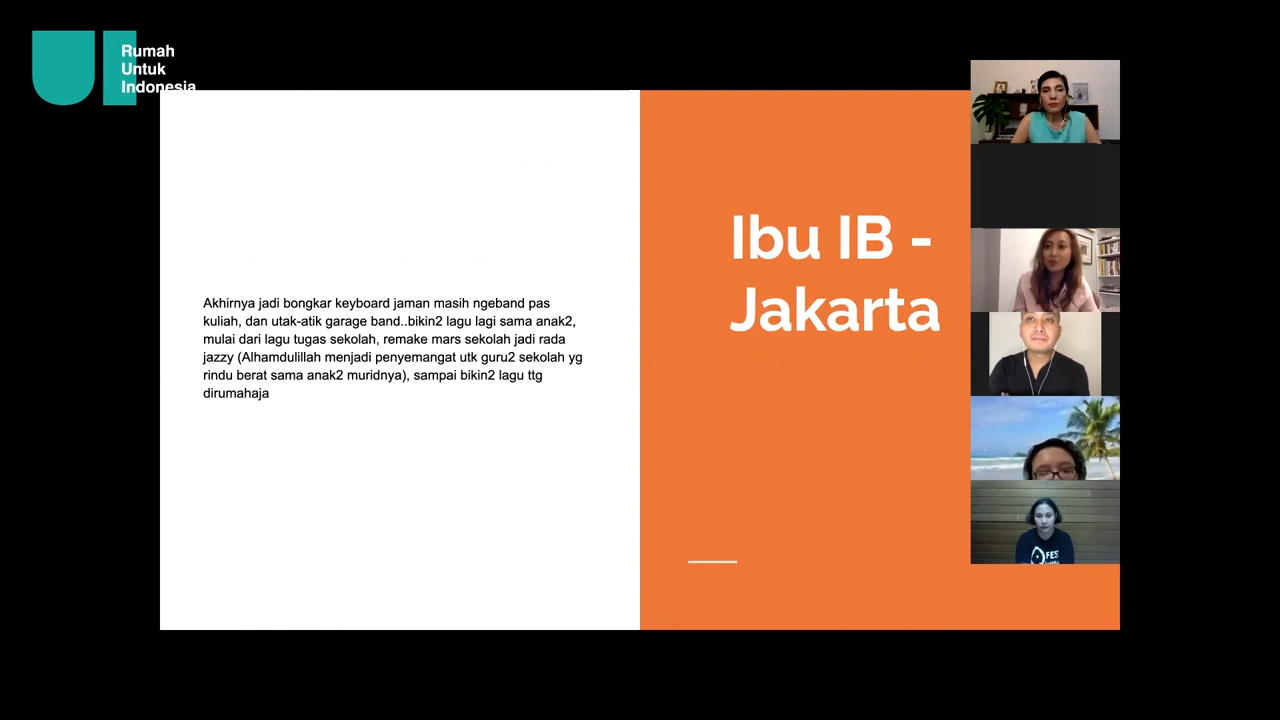 Rumah
Untuk
Indonesia
Akhirnya jadi bongkar keyboard jaman masih ngeband pas
kuliah, dan utak-atik garage band..bikin2 lagu lagi sama anak2,
mulai dari lagu tugas sekolah, remake mars sekolah jadi rada
jazzy (Alhamdulillah menjadi penyemangat utk guru2 sekolah yg
rindu berat sama anak2 muridnya), sampai bikin2 lagu ttg
dirumahaja
Ibu IB -
Jakarta
FEST